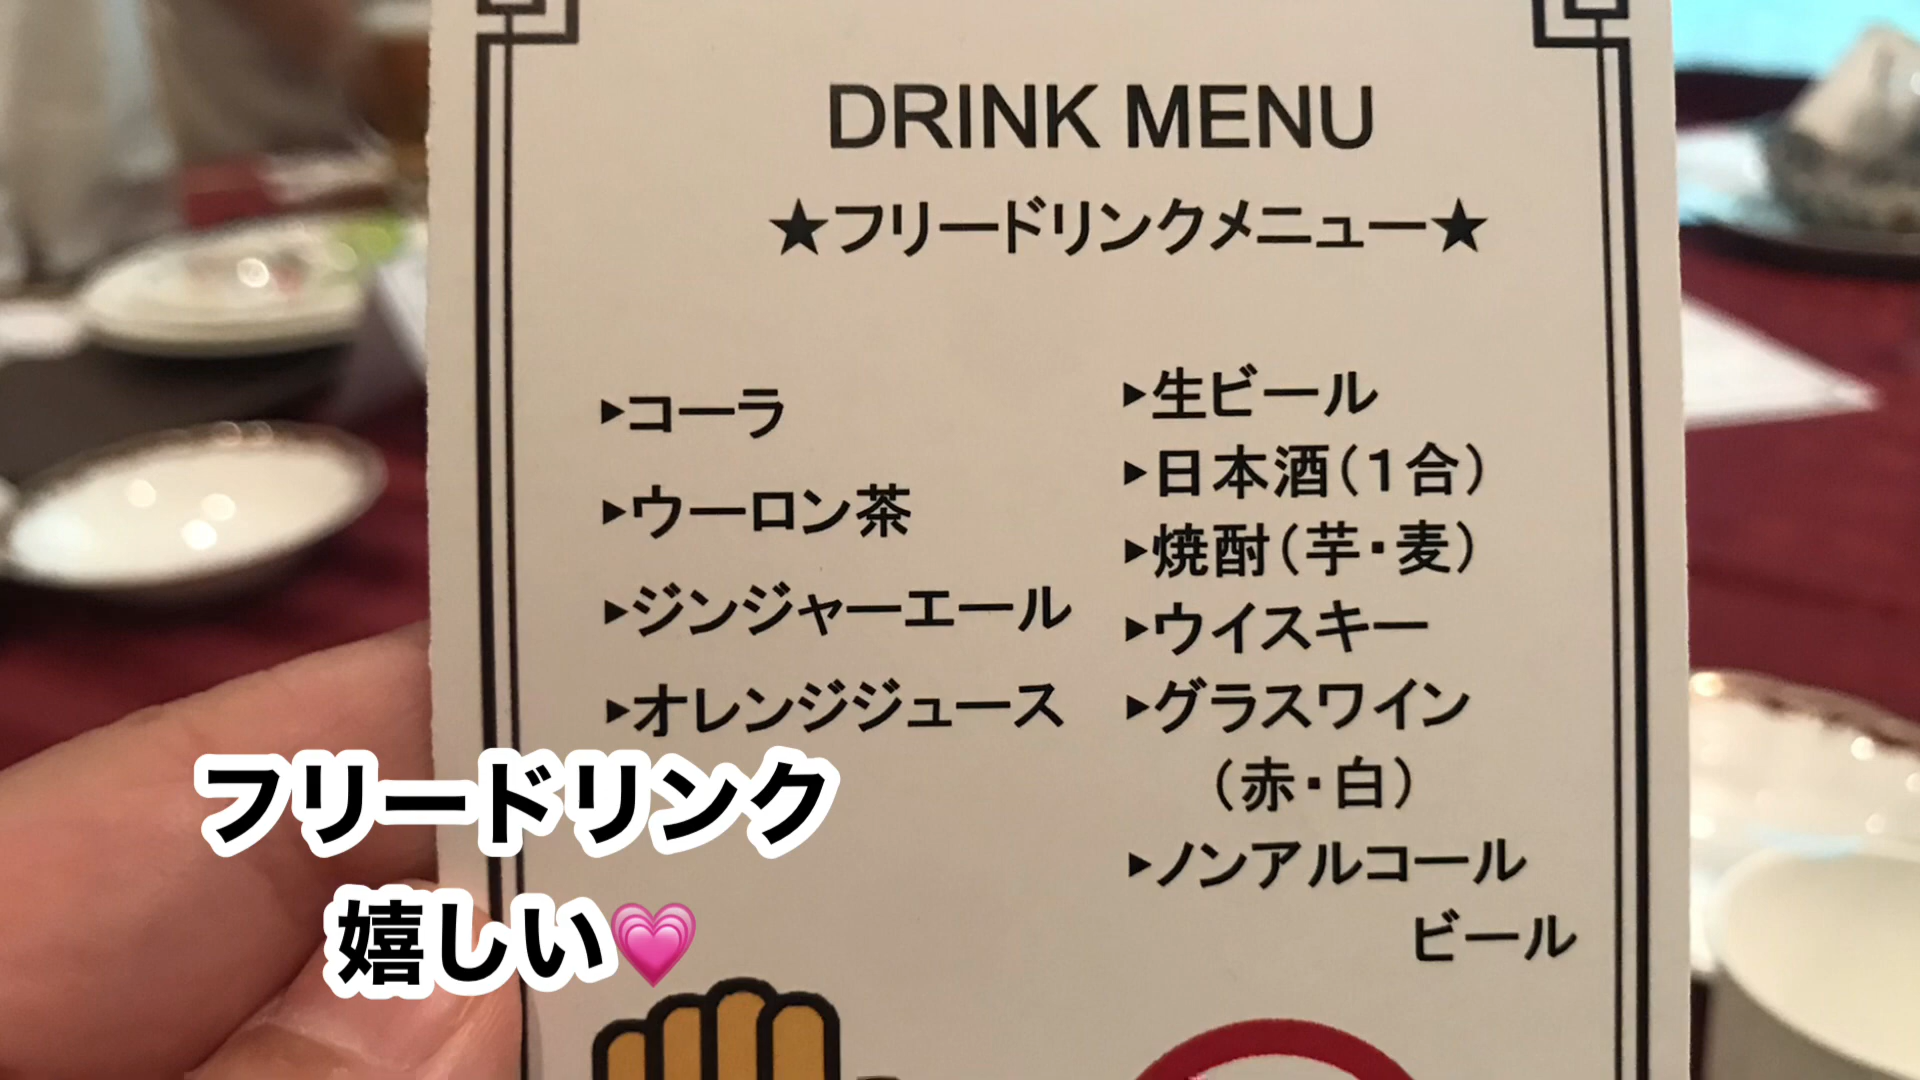 DRINK MENU
★フリードリンクメニュー★
▸コーラ
▸ウーロン茶
▸ジンジャーエール
▸オレンジジュース
▸生ビール
▸日本酒(1合)
▸焼酎(芋・麦)
▸ウイスキー
▸グラスワイン
(赤・白)
▸ノンアルコール
ビール
フリードリンク
嬉しい💗